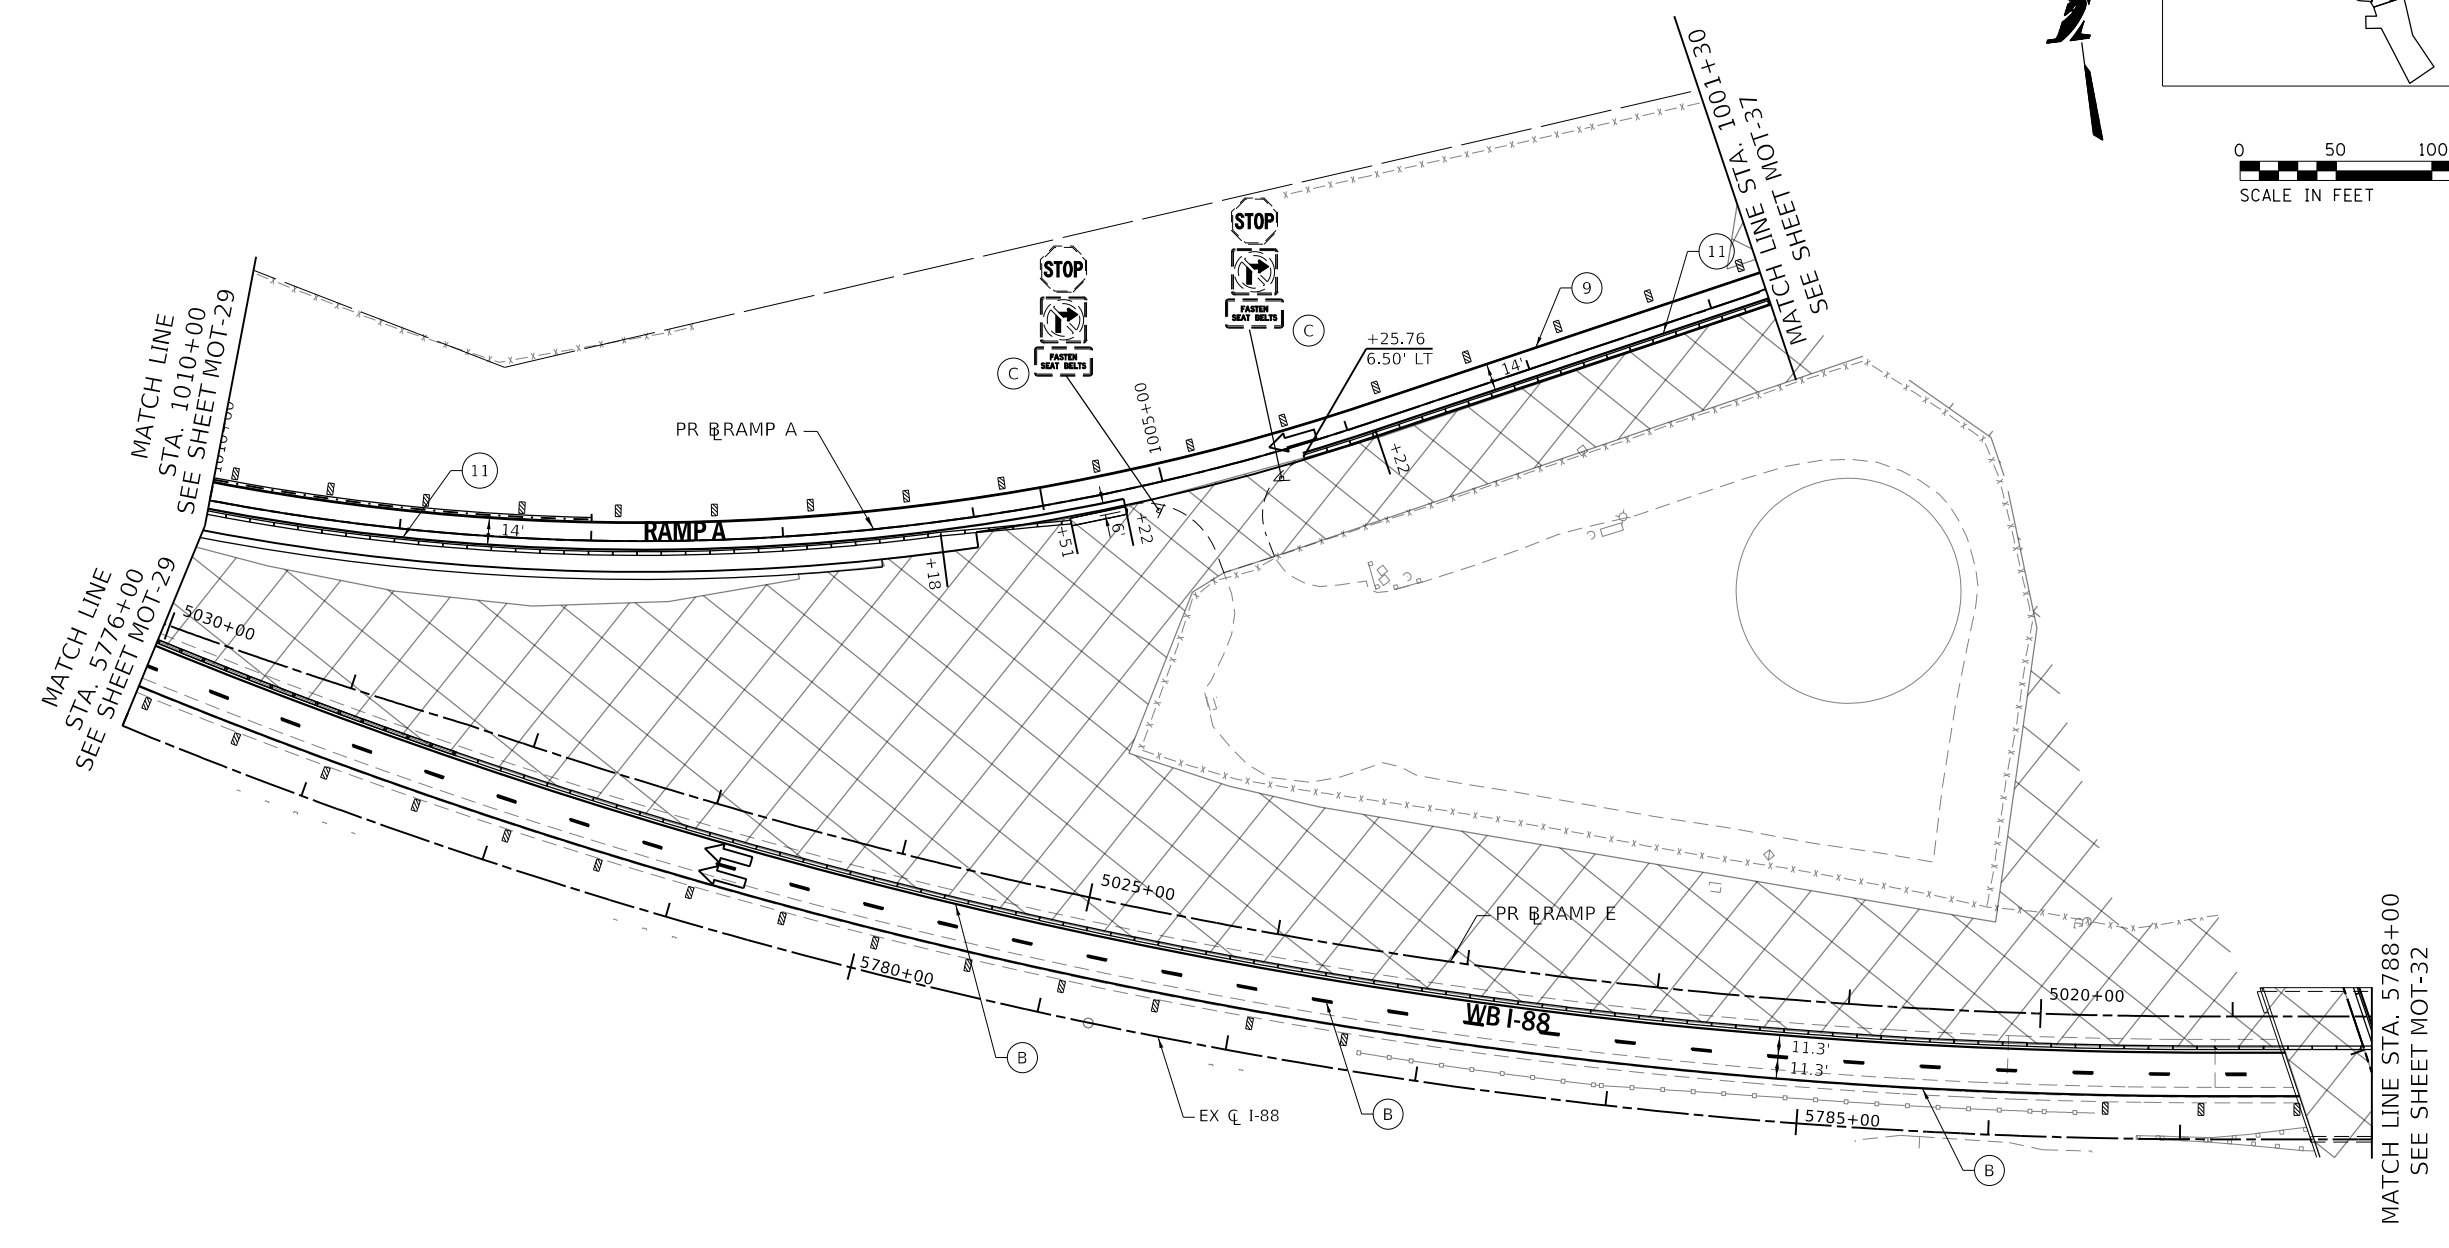 0 50 100
SCALE IN FEET
MATCH LINE STA. 1001+30
SEE SHEET MOT-37
STOP
FASTEN
SEAT BELTS
C
STOP
FASTEN
SEAT BELTS
C
11
9
+25.76
6.50' LT
14'
+22
1005+00
MATCH LINE
STA. 1010+00
SEE SHEET MOT-29
PR BL RAMP A
11
14'
RAMP A
+18
+51
6'
+22
MATCH LINE
STA. 5776+00
SEE SHEET MOT-29
5030+00
5025+00
PR BL RAMP E
5020+00
5780+00
WB I-88
11.3'
11.3'
B
B
B
EX CL I-88
5785+00
MATCH LINE STA. 5788+00
SEE SHEET MOT-32